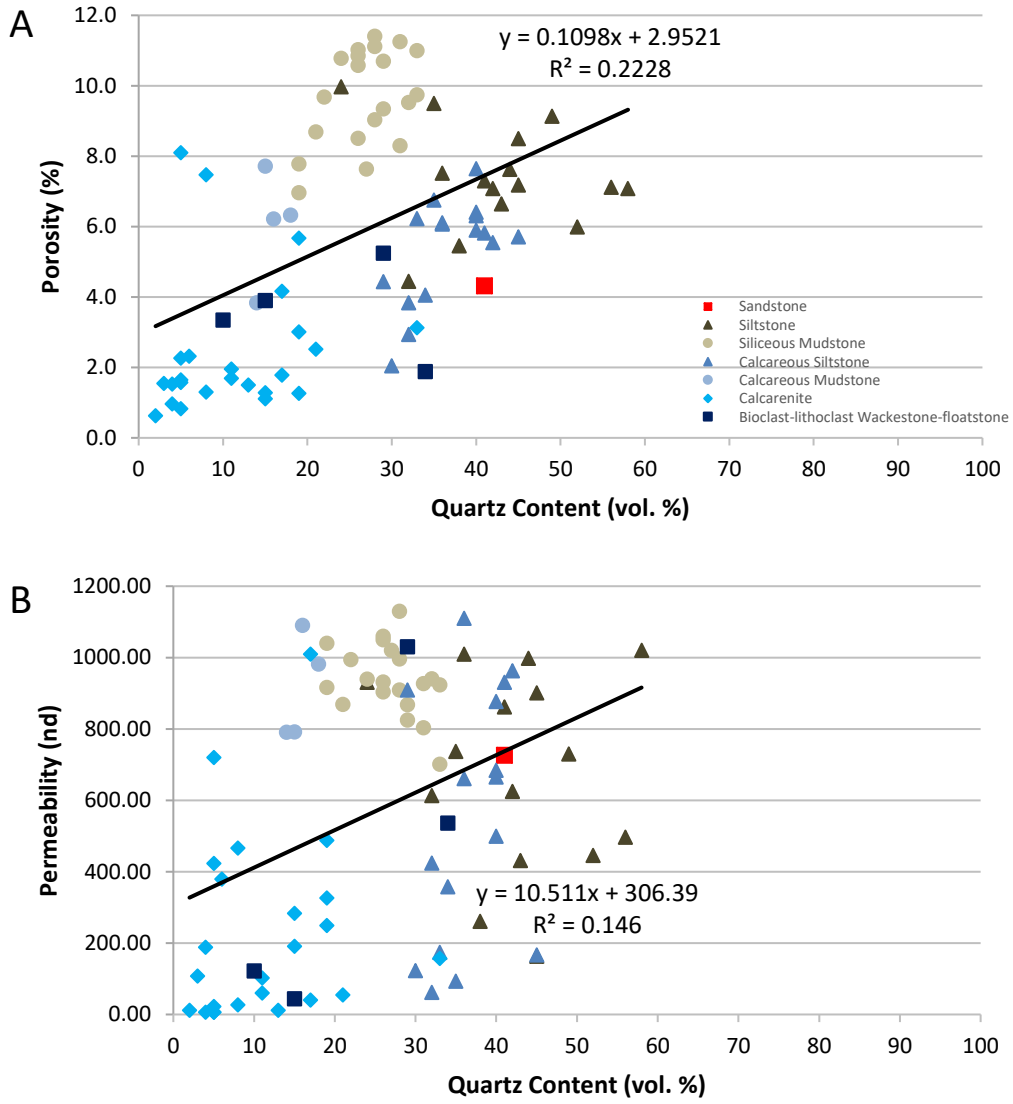 A
12.0
10.0
8.0
6.0
4.0
2.0
0.0
Porosity (%)
y = 0.1098x + 2.9521
R² = 0.2228
Sandstone
Siltstone
Siliceous Mudstone
Calcareous Siltstone
Calcareous Mudstone
Calcarenite
Bioclast-lithoclast Wackestone-floatstone
0 10 20 30 40 50 60 70 80 90 100
Quartz Content (vol. %)
B
1200.00
1000.00
800.00
600.00
400.00
200.00
0.00
Permeability (nd)
y = 10.511x + 306.39
R² = 0.146
0 10 20 30 40 50 60 70 80 90 100
Quartz Content (vol. %)